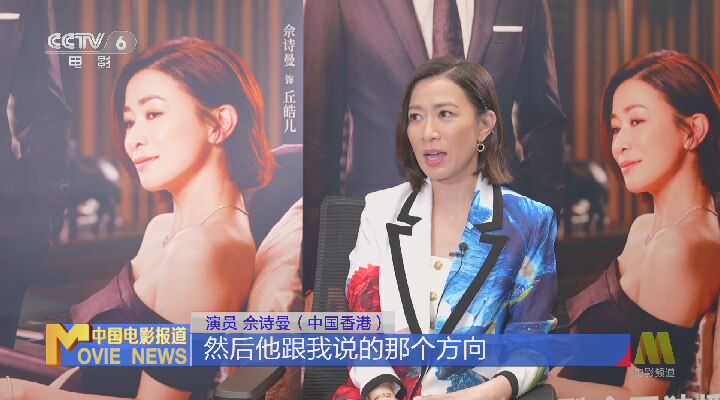 CCTV 6
电影
佘诗曼
饰
丘皓儿
演员 佘诗曼（中国香港）
中国电影报道
MOVIE NEWS
然后他跟我说的那个方向
M
电影频道